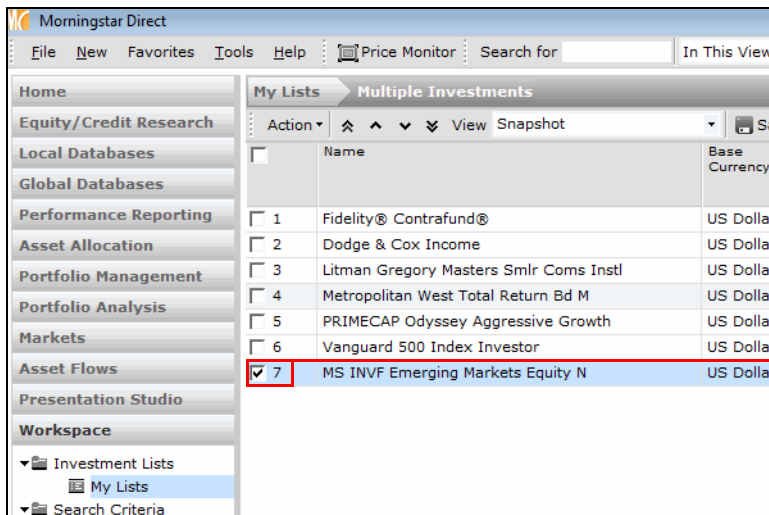 Morningstar Direct
File New Favorites Tools Help Price Monitor Search for In This View
Home
Equity/Credit Research
Local Databases
Global Databases
Performance Reporting
Asset Allocation
Portfolio Management
Portfolio Analysis
Markets
Asset Flows
Presentation Studio
Workspace
Investment Lists
My Lists
Search Criteria
My Lists Multiple Investments
Action View Snapshot
Name Base Currency
1 Fidelity® Contrafund® US Dolla
2 Dodge & Cox Income US Dolla
3 Litman Gregory Masters Smlr Coms Instl US Dolla
4 Metropolitan West Total Return Bd M US Dolla
5 PRIMECAP Odyssey Aggressive Growth US Dolla
6 Vanguard 500 Index Investor US Dolla
7 MS INVF Emerging Markets Equity N US Dolla